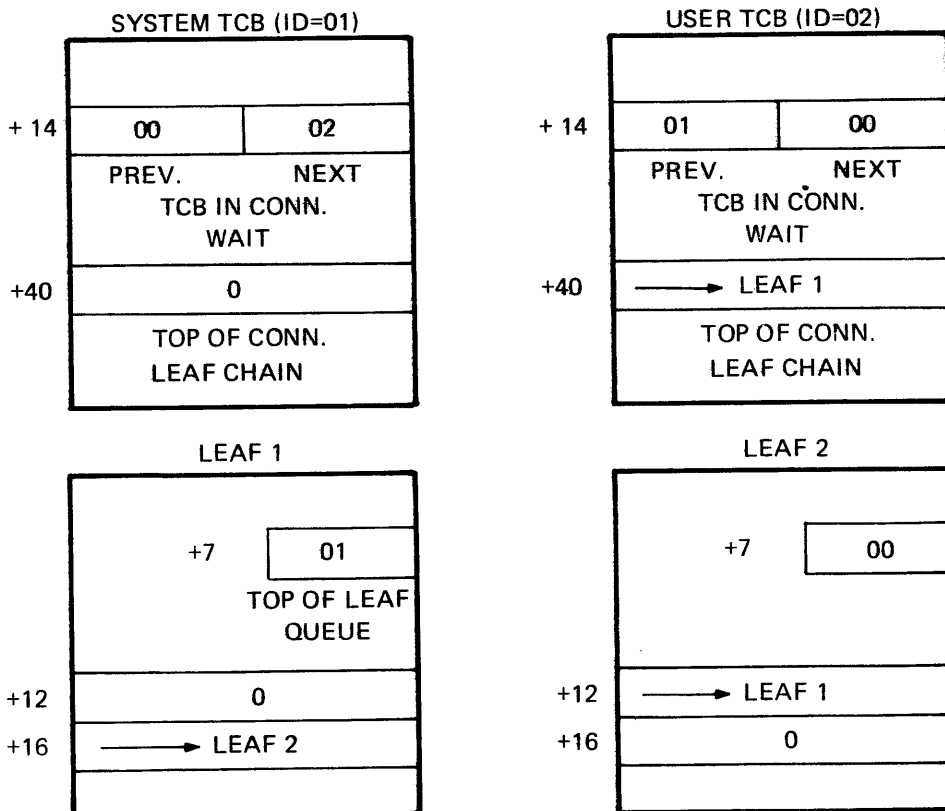 SYSTEM TCB (ID=01)
+ 14 00 02
PREV. NEXT
TCB IN CONN.
WAIT
+40 0
TOP OF CONN.
LEAF CHAIN
USER TCB (ID=02)
+ 14 01 00
PREV. NEXT
TCB IN CONN.
WAIT
+40 LEAF 1
TOP OF CONN.
LEAF CHAIN
LEAF 1
+7 01
TOP OF LEAF
QUEUE
+12 0
+16 LEAF 2
LEAF 2
+7 00
+12 LEAF 1
+16 0